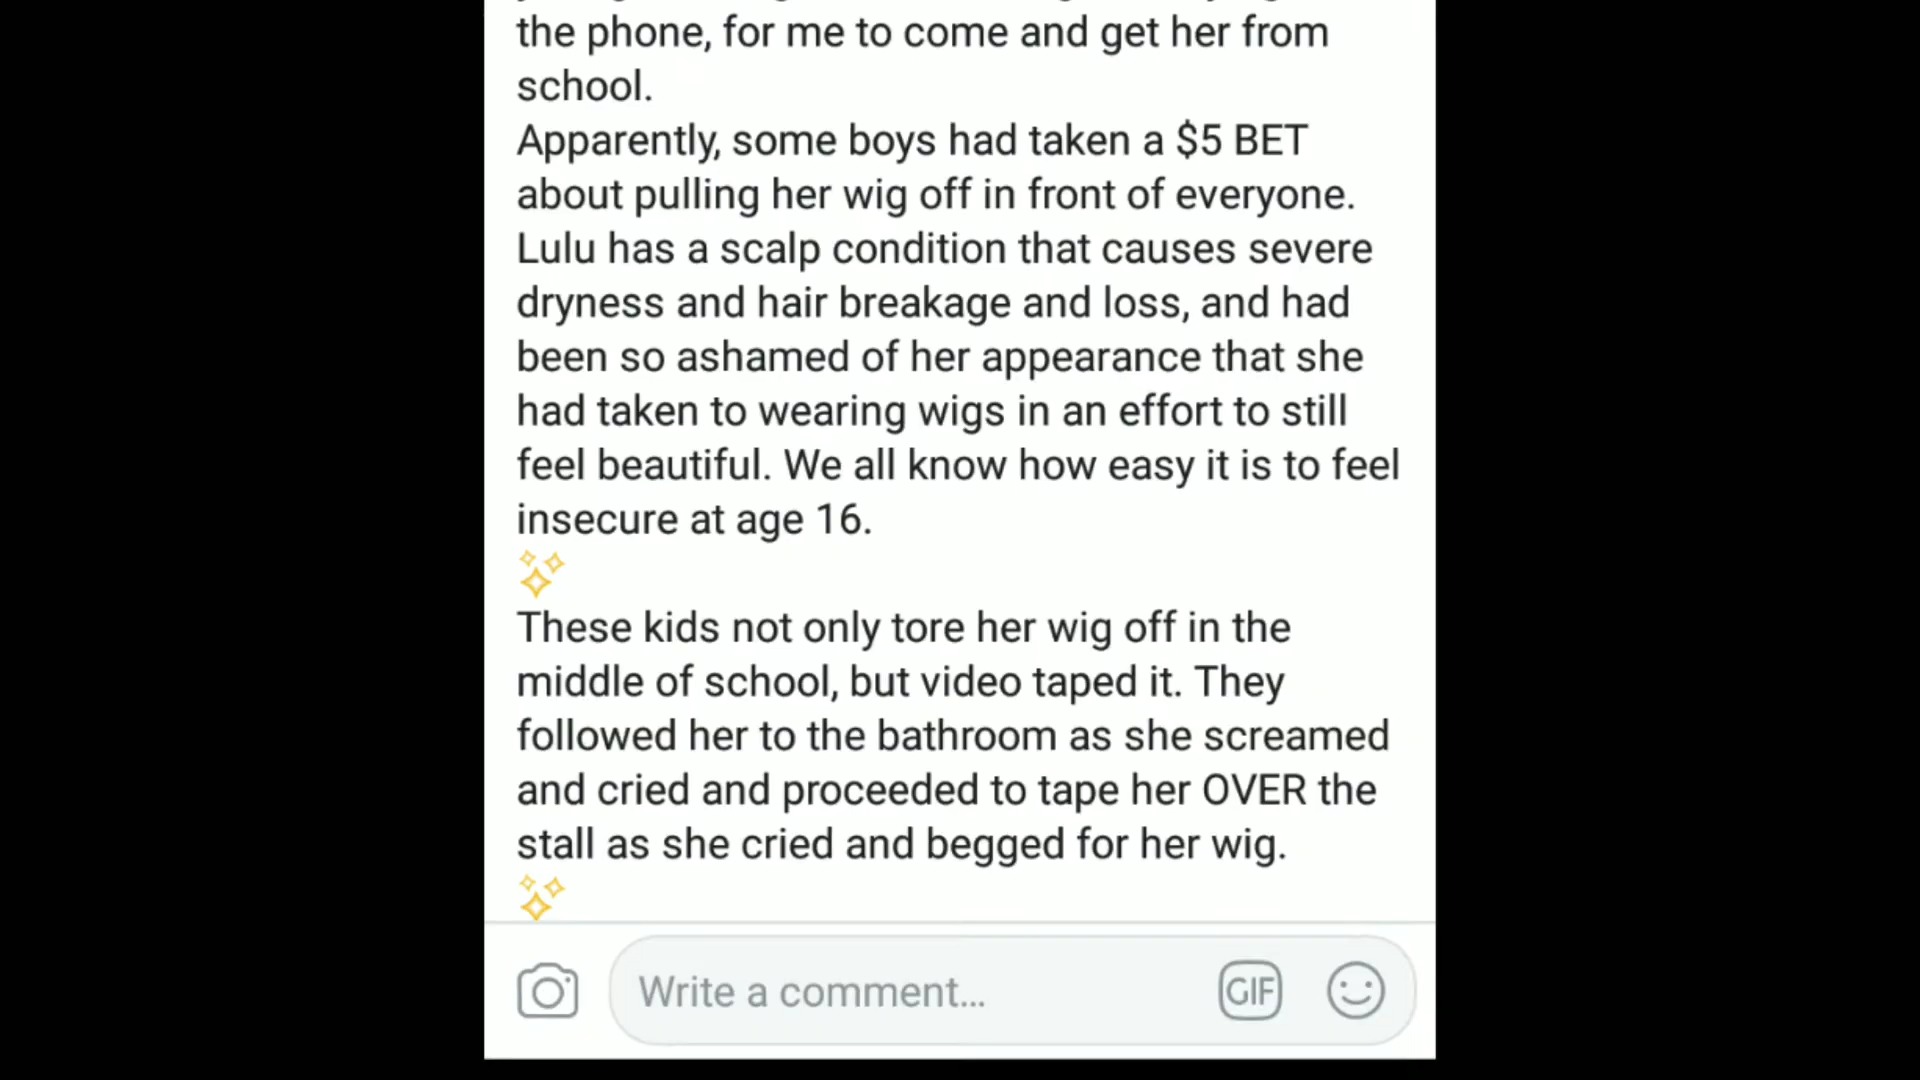 the phone, for me to come and get her from
school.
Apparently, some boys had taken a $5 BET
about pulling her wig off in front of everyone.
Lulu has a scalp condition that causes severe
dryness and hair breakage and loss, and had
been so ashamed of her appearance that she
had taken to wearing wigs in an effort to still
feel beautiful. We all know how easy it is to feel
insecure at age 16.
✨
These kids not only tore her wig off in the
middle of school, but video taped it. They
followed her to the bathroom as she screamed
and cried and proceeded to tape her OVER the
stall as she cried and begged for her wig.
✨
Write a comment...
GIF